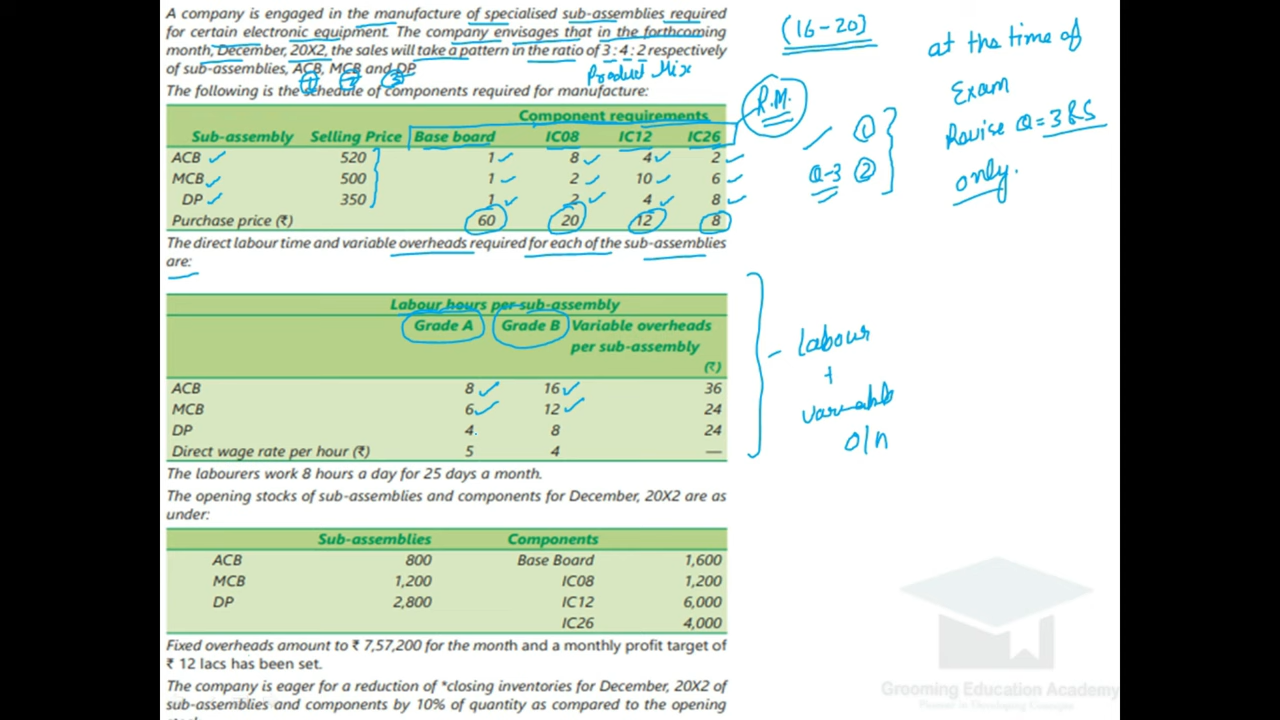 A company is engaged in the manufacture of specialised sub-assemblies required
for certain electronic equipment. The company envisages that in the forthcoming
month, December, 20X2, the sales will take a pattern in the ratio of 3 : 4 : 2 respectively
of sub-assemblies, ACB, MCB and DP.
Product Mix
① ② ③
The following is the schedule of components required for manufacture:
Component requirements
Sub-assembly Selling Price Base board IC08 IC12 IC26
ACB 520 1 8 4 2
MCB 500 1 2 10 6
DP 350 1 2 4 8
Purchase price (₹) 60 20 12 8
The direct labour time and variable overheads required for each of the sub-assemblies
are:
Labour hours per sub-assembly
Grade A Grade B Variable overheads
per sub-assembly
(₹)
ACB 8 16 36
MCB 6 12 24
DP 4 8 24
Direct wage rate per hour (₹) 5 4 —
The labourers work 8 hours a day for 25 days a month.
The opening stocks of sub-assemblies and components for December, 20X2 are as
under:
Sub-assemblies Components
ACB 800 Base Board 1,600
MCB 1,200 IC08 1,200
DP 2,800 IC12 6,000
IC26 4,000
Fixed overheads amount to ₹ 7,57,200 for the month and a monthly profit target of
₹ 12 lacs has been set.
The company is eager for a reduction of *closing inventories for December, 20X2 of
sub-assemblies and components by 10% of quantity as compared to the opening
(16-20)
R.M.
①
Q-3 ②
at the time of
Exam
Revise Q = 3 & 5
only.
Labour
+
variable
o/h
Grooming Education Academy